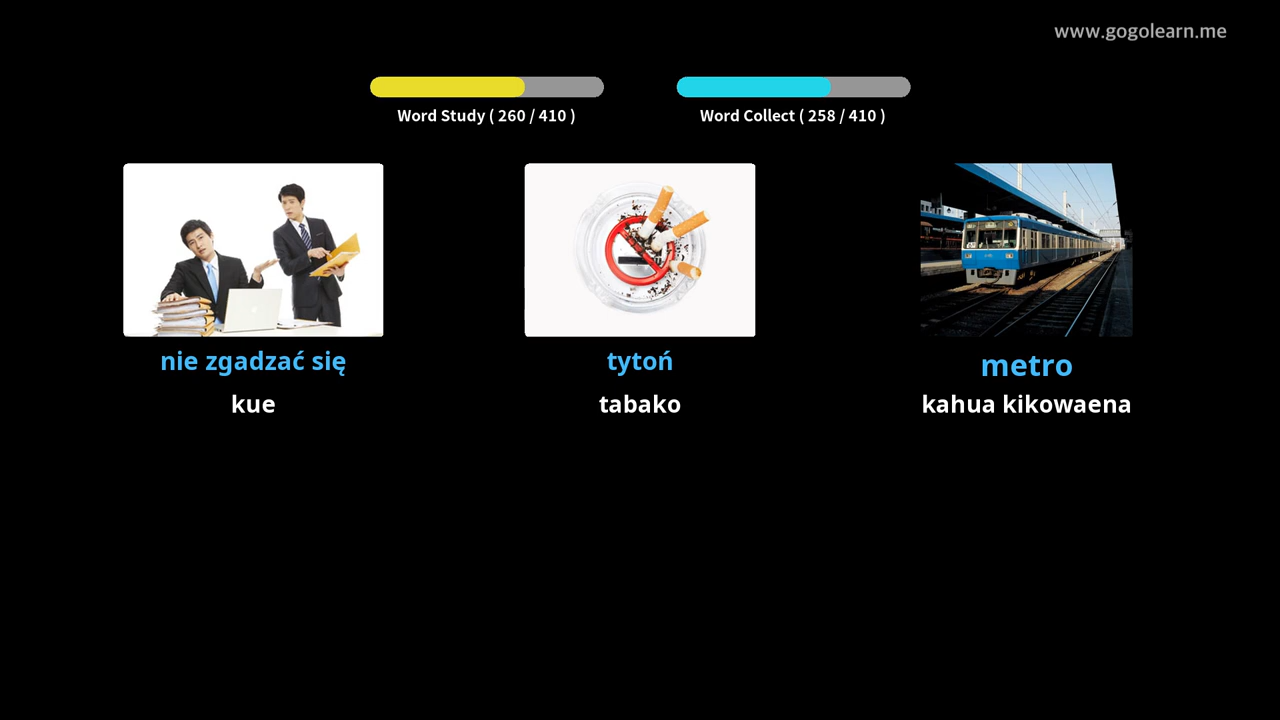 www.gogolearn.me
Word Study ( 260 / 410 )
Word Collect ( 258 / 410 )
nie zgadzać się
kue
tytoń
tabako
metro
kahua kikowaena